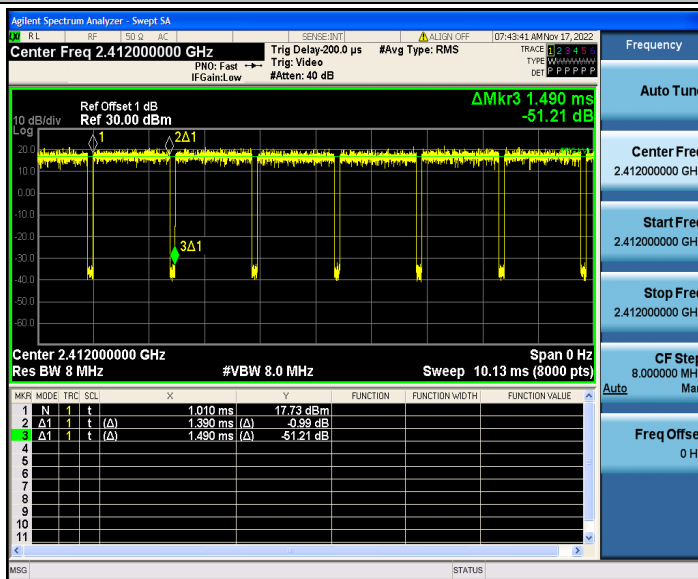 Agilent Spectrum Analyzer - Swept SA
LXI RL RF 50 Ω AC SENSE:INT ALIGN OFF 07:43:41 AM Nov 17, 2022
Center Freq 2.412000000 GHz
PNO: Fast
IFGain:Low
Trig Delay-200.0 µs
Trig: Video
#Atten: 40 dB
#Avg Type: RMS
TRACE 1 2 3 4 5 6
TYPE WWWWWW
DET P P P P P P
Frequency
Auto Tune
Center Freq
2.412000000 GH
Start Freq
2.412000000 GH
Stop Freq
2.412000000 GH
CF Step
8.000000 MH
Auto Ma
Freq Offse
0 H
ΔMkr3 1.490 ms
-51.21 dB
Ref Offset 1 dB
10 dB/div Ref 30.00 dBm
Log
1
2Δ1
3Δ1
20.0
10.0
0.00
-10.0
-20.0
-30.0
-40.0
-50.0
-60.0
Center 2.412000000 GHz Span 0 Hz
Res BW 8 MHz #VBW 8.0 MHz Sweep 10.13 ms (8000 pts)
MKR MODE TRC SCL X Y FUNCTION FUNCTION WIDTH FUNCTION VALUE
1 N 1 t 1.010 ms 17.73 dBm
2 Δ1 1 t (Δ) 1.390 ms (Δ) -0.99 dB
3 Δ1 1 t (Δ) 1.490 ms (Δ) -51.21 dB
4
5
6
7
8
9
10
11
MSG STATUS